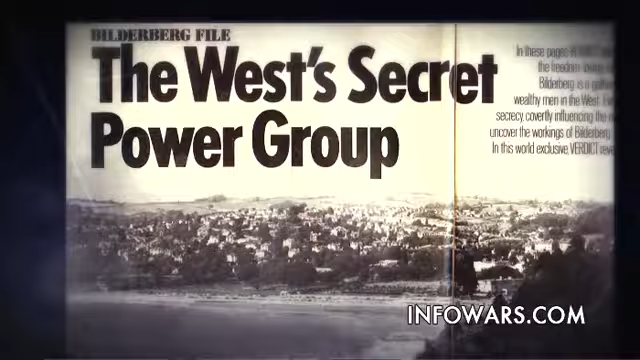 BILDERBERG FILE
The West's Secret
Power Group
In these pages
the freedom
Bilderberg is a
wealthy men in the West.
secrecy, covertly influencing the
uncover the workings of Bilderberg.
In this world exclusive, VERDICT
INFOWARS.COM